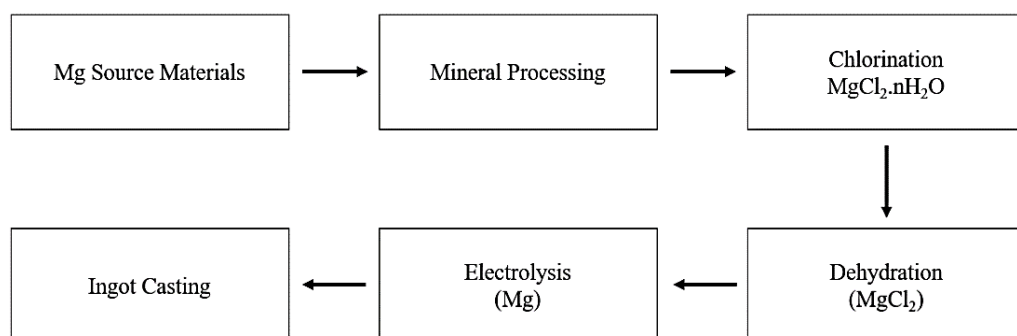 Mg Source Materials
Mineral Processing
Chlorination
MgCl₂.nH₂O
Dehydration
(MgCl₂)
Electrolysis
(Mg)
Ingot Casting